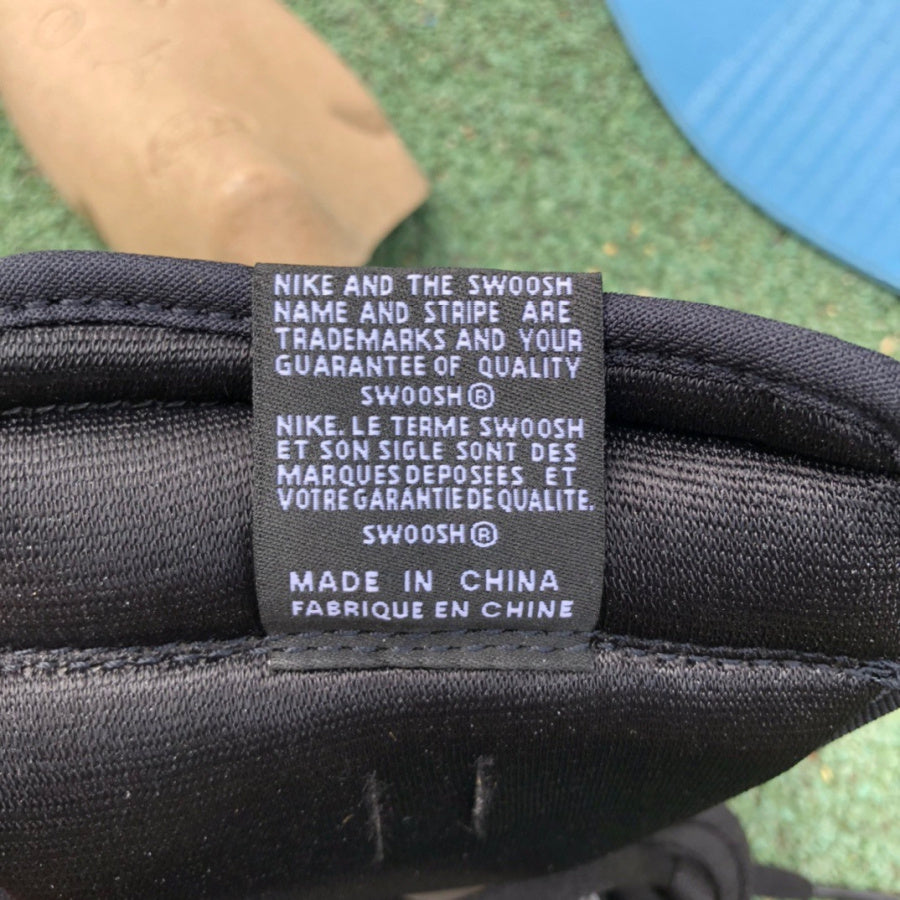 NIKE AND THE SWOOSH
NAME AND STRIPE ARE
TRADEMARKS AND YOUR
GUARANTEE OF QUALITY
SWOOSH®
NIKE. LE TERME SWOOSH
ET SON SIGLE SONT DES
MARQUES DEPOSEES ET
VOTRE GARANTIE DE QUALITE.
SWOOSH®
MADE IN CHINA
FABRIQUE EN CHINE